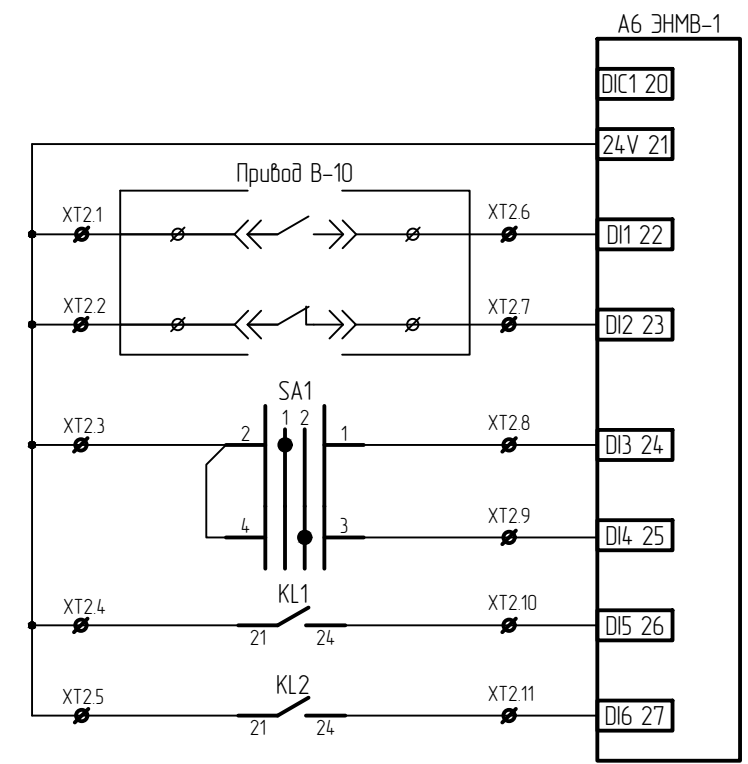 А6 ЭНМВ-1
DIC1 20
24V 21
Привод В-10
XT2.1
XT2.6
DI1 22
XT2.2
XT2.7
DI2 23
SA1
1 2
XT2.3
2
1
XT2.8
DI3 24
4
3
XT2.9
DI4 25
KL1
XT2.4
21
24
XT2.10
DI5 26
KL2
XT2.5
21
24
XT2.11
DI6 27